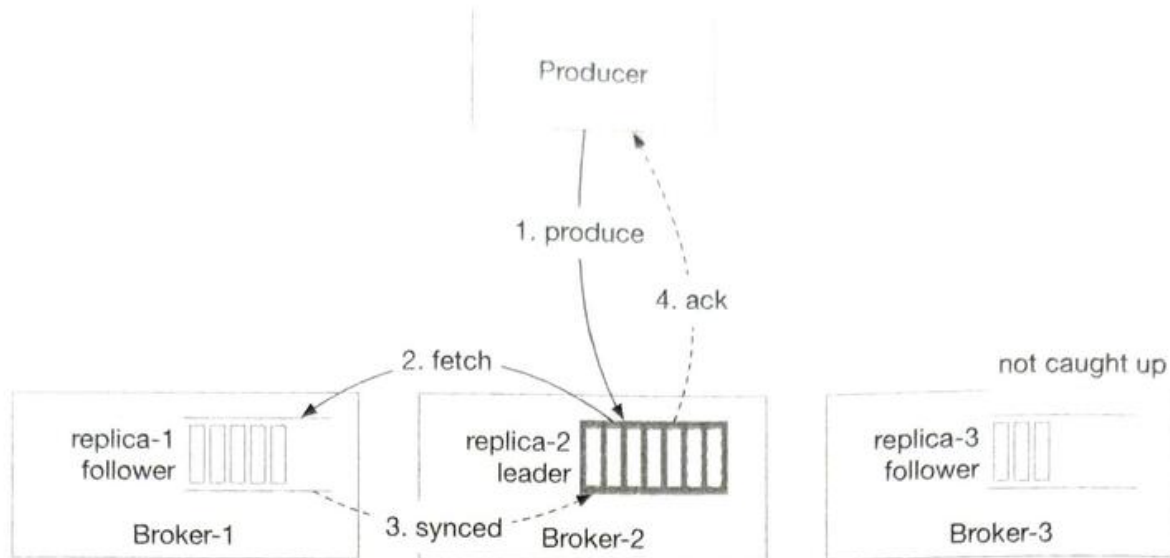 Producer
1. produce
4. ack
2. fetch
not caught up
replica-1
follower
replica-2
leader
replica-3
follower
3. synced
Broker-1
Broker-2
Broker-3